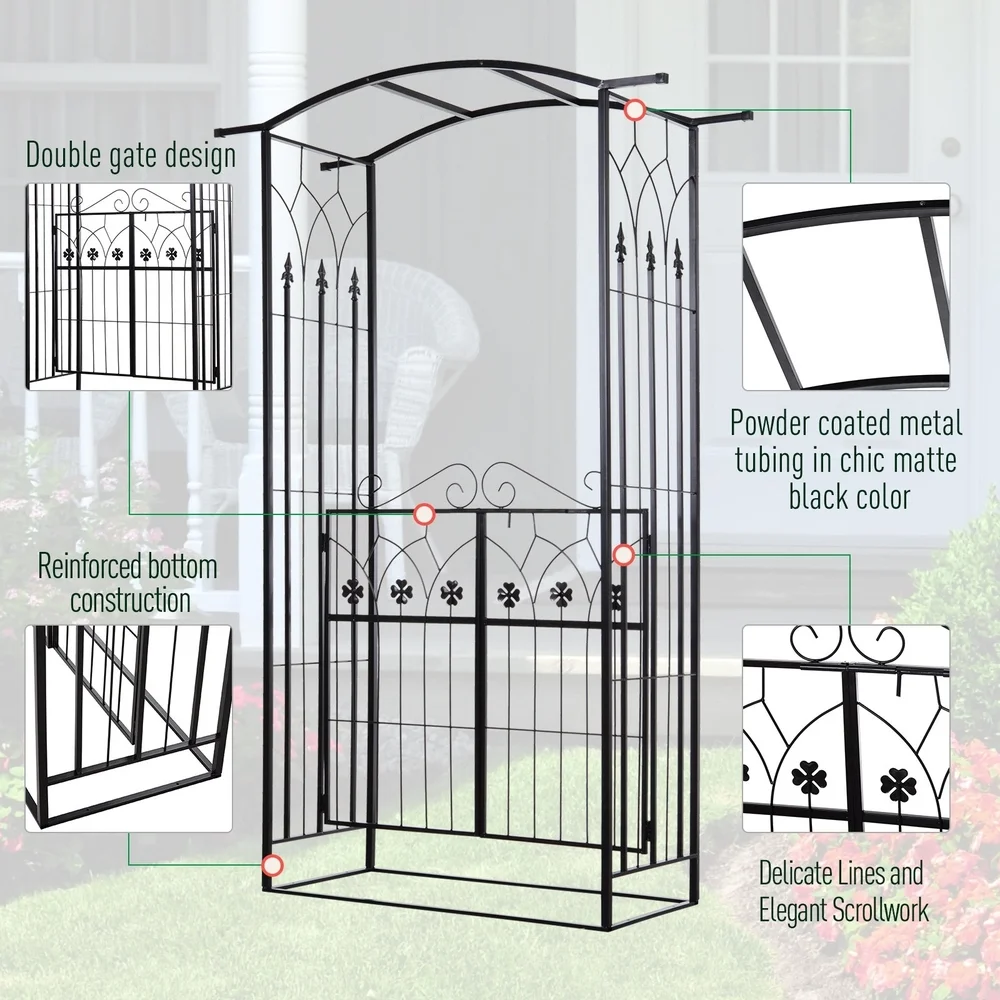 Double gate design
Powder coated metal
tubing in chic matte
black color
Reinforced bottom
construction
Delicate Lines and
Elegant Scrollwork